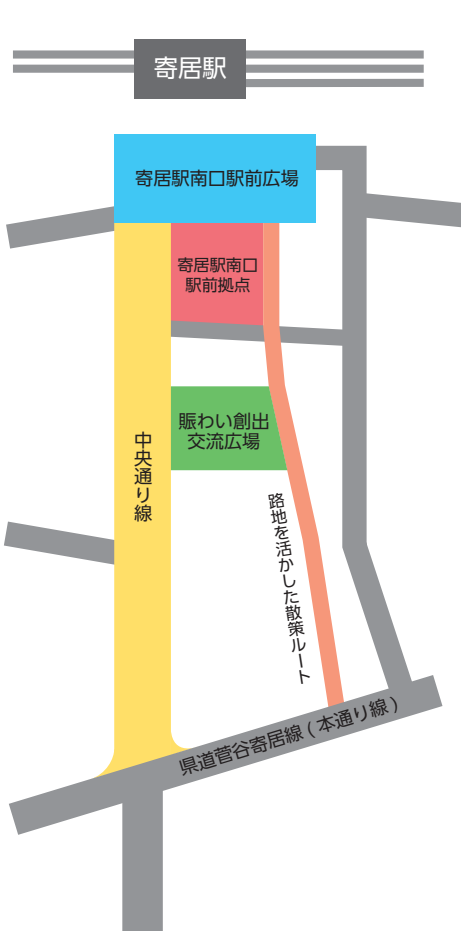 寄居駅
寄居駅南口駅前広場
寄居駅南口
駅前拠点
賑わい創出
交流広場
中央通り線
路地を活かした散策ルート
県道菅谷寄居線(本通り線)